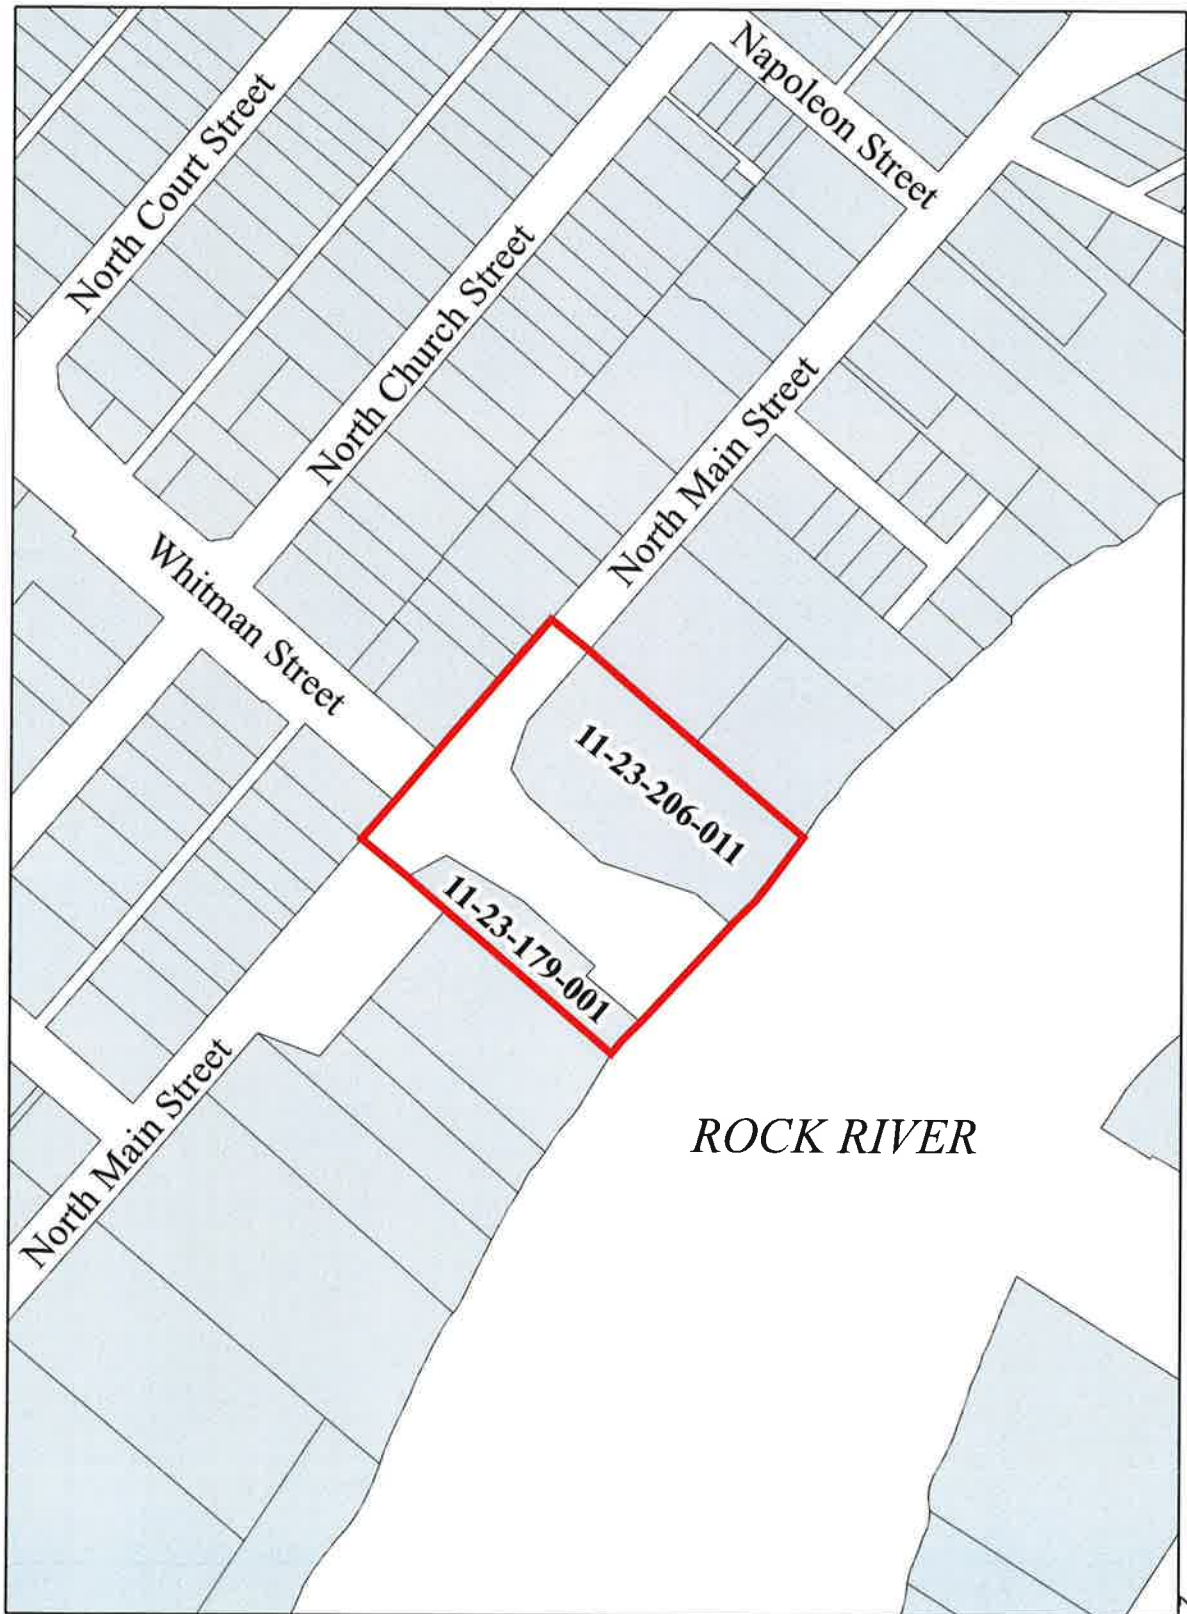 Napoleon Street
North Court Street
North Church Street
North Main Street
Whitman Street
11-23-206-011
11-23-179-001
North Main Street
ROCK RIVER